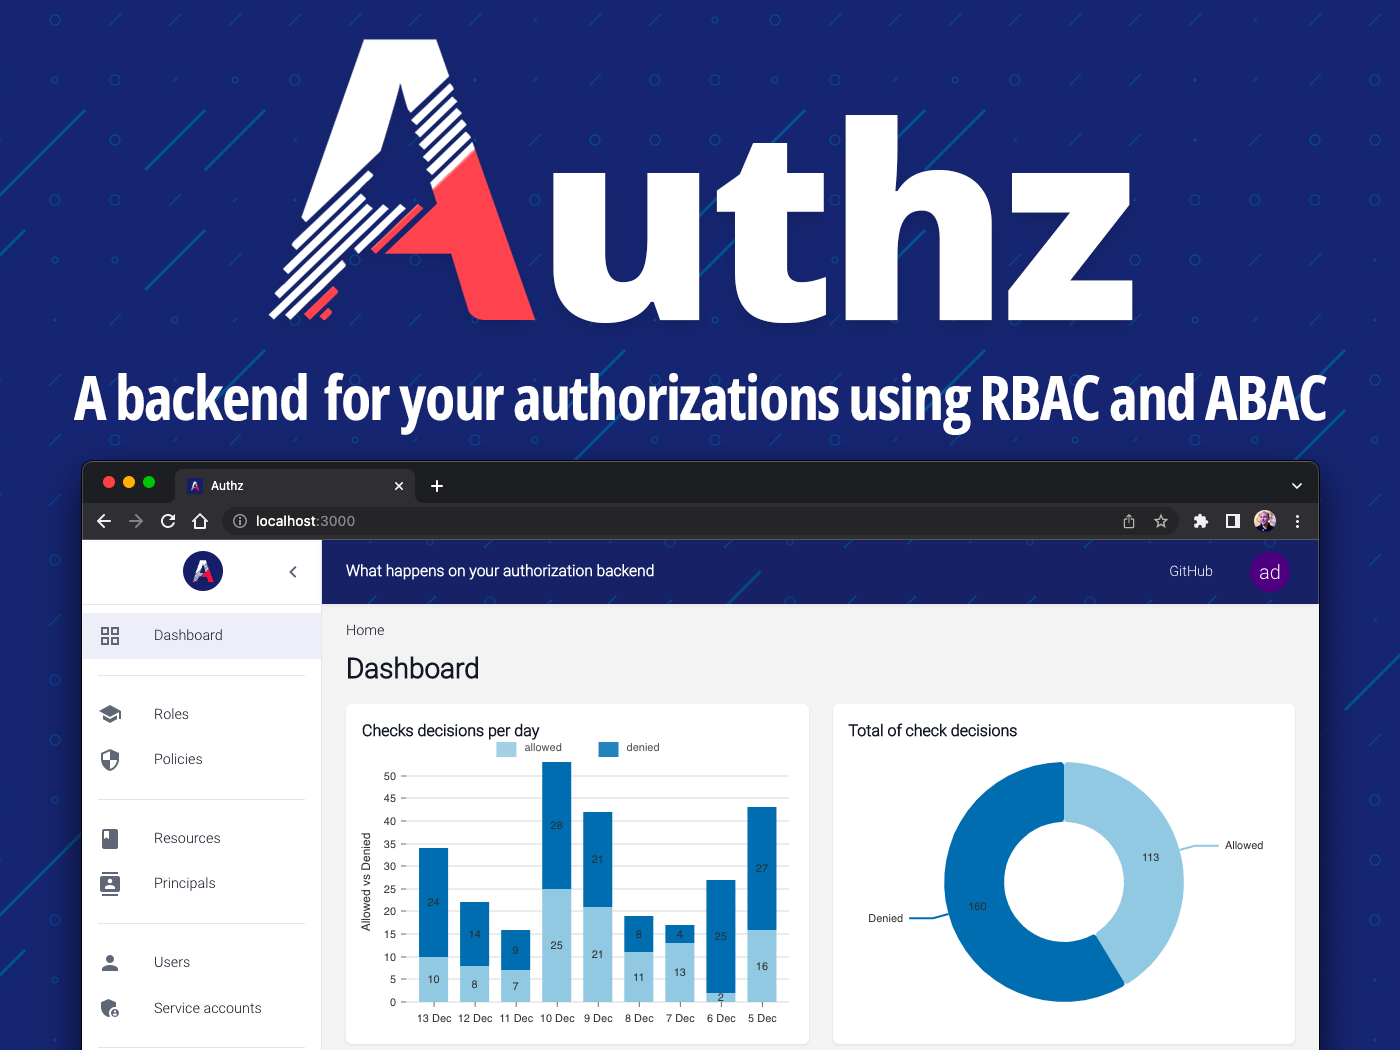 Authz
A backend for your authorizations using RBAC and ABAC
Authz
localhost:3000
What happens on your authorization backend
GitHub
ad
Dashboard
Roles
Policies
Resources
Principals
Users
Service accounts
Home
Dashboard
Checks decisions per day
allowed
denied
Allowed vs Denied
50
45
40
35
30
25
20
15
10
5
0
24
10
14
8
9
7
28
25
21
21
8
11
4
13
25
2
27
16
13 Dec 12 Dec 11 Dec 10 Dec 9 Dec 8 Dec 7 Dec 6 Dec 5 Dec
Total of check decisions
Allowed
113
160
Denied